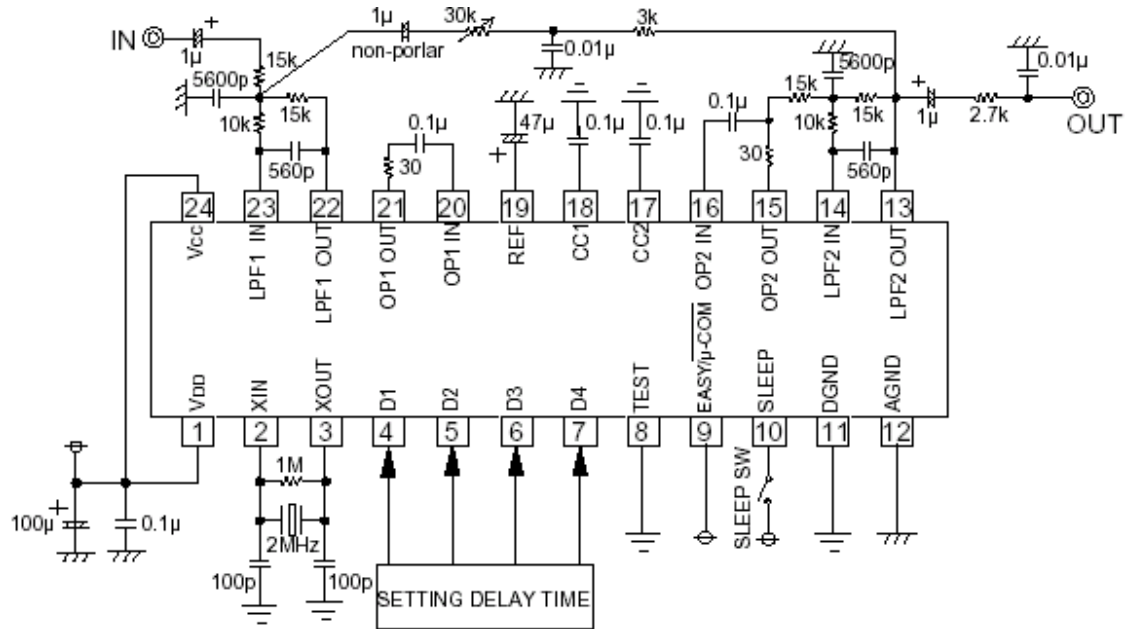 IN
1µ
+
15k
5600p
10k
15k
560p
1µ
non-porlar
30k
0.01µ
3k
0.1µ
30
47µ
+
0.1µ
0.1µ
0.1µ
15k
5600p
30
10k
15k
560p
+
1µ
2.7k
0.01µ
OUT
24
23
22
21
20
19
18
17
16
15
14
13
Vcc
LPF1 IN
LPF1 OUT
OP1 OUT
OP1 IN
REF
CC1
CC2
OP2 IN
OP2 OUT
LPF2 IN
LPF2 OUT
VDD
XIN
XOUT
D1
D2
D3
D4
TEST
EASY/µ-COM
SLEEP
DGND
AGND
1
2
3
4
5
6
7
8
9
10
11
12
+
100µ
0.1µ
1M
2MHz
100p
100p
SETTING DELAY TIME
SLEEP SW